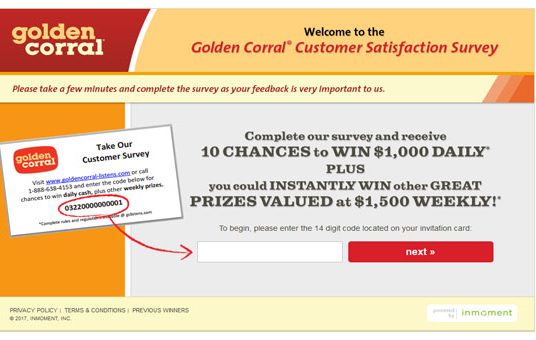 golden
corral
Welcome to the
Golden Corral® Customer Satisfaction Survey
Please take a few minutes and complete the survey as your feedback is very important to us.
golden
corral
Take Our
Customer Survey
Visit www.goldencorral-listens.com or call
1-888-638-4153 and enter the code below for
chances to win daily cash, plus other weekly prizes.
03220000000001
*Complete rules and regulations available @ gclistens.com
Complete our survey and receive
10 CHANCES to WIN $1,000 DAILY*
PLUS
you could INSTANTLY WIN other GREAT
PRIZES VALUED at $1,500 WEEKLY!*
To begin, please enter the 14 digit code located on your invitation card:
next »
PRIVACY POLICY | TERMS & CONDITIONS | PREVIOUS WINNERS
© 2017, INMOMENT, INC.
powered by inmoment